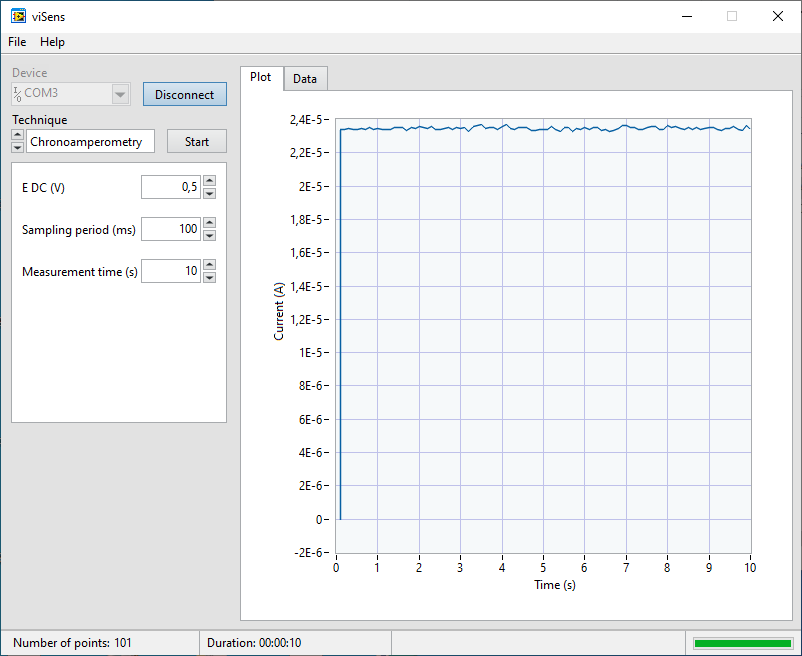 viSens
File Help
Device
COM3
Disconnect
Technique
Chronoamperometry
Start
E DC (V)
0,5
Sampling period (ms)
100
Measurement time (s)
10
Plot
Data
2,4E-5
2,2E-5
2E-5
1,8E-5
1,6E-5
1,4E-5
1,2E-5
1E-5
8E-6
6E-6
4E-6
2E-6
0
-2E-6
Current (A)
0 1 2 3 4 5 6 7 8 9 10
Time (s)
Number of points: 101
Duration: 00:00:10